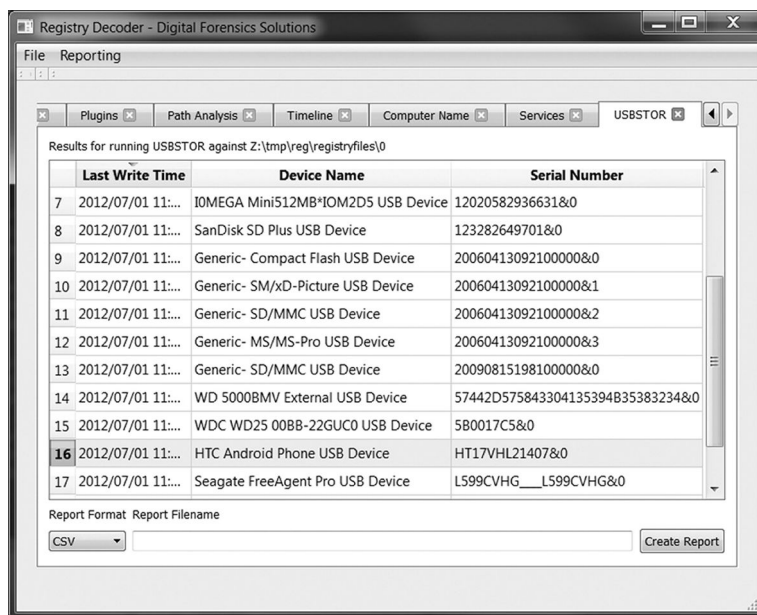 Registry Decoder - Digital Forensics Solutions
File Reporting
Plugins Path Analysis Timeline Computer Name Services USBSTOR
Results for running USBSTOR against Z:\tmp\reg\registryfiles\0
Last Write Time Device Name Serial Number
7 2012/07/01 11:... I0MEGA Mini512MB*IOM2D5 USB Device 12020582936631&0
8 2012/07/01 11:... SanDisk SD Plus USB Device 123282649701&0
9 2012/07/01 11:... Generic- Compact Flash USB Device 20060413092100000&0
10 2012/07/01 11:... Generic- SM/xD-Picture USB Device 20060413092100000&1
11 2012/07/01 11:... Generic- SD/MMC USB Device 20060413092100000&2
12 2012/07/01 11:... Generic- MS/MS-Pro USB Device 20060413092100000&3
13 2012/07/01 11:... Generic- SD/MMC USB Device 20090815198100000&0
14 2012/07/01 11:... WD 5000BMV External USB Device 57442D575843304135394B35383234&0
15 2012/07/01 11:... WDC WD25 00BB-22GUC0 USB Device 5B0017C5&0
16 2012/07/01 11:... HTC Android Phone USB Device HT17VHL21407&0
17 2012/07/01 11:... Seagate FreeAgent Pro USB Device L599CVHG___L599CVHG&0
Report Format Report Filename
CSV Create Report